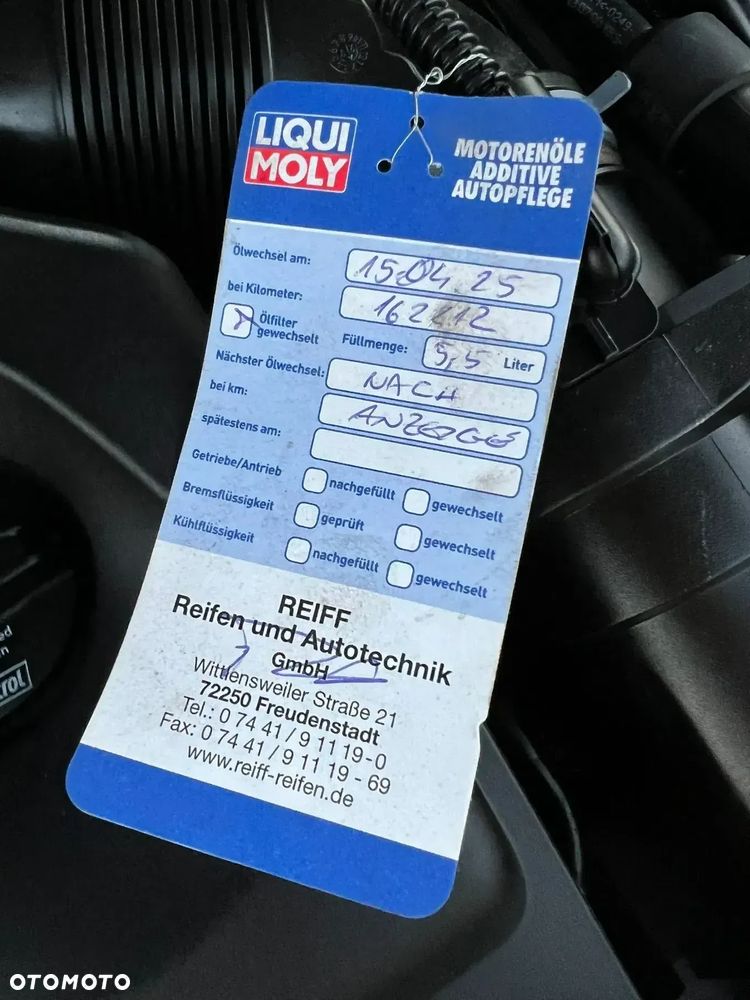 LIQUI
MOLY
MOTORENÖLE
ADDITIVE
AUTOPFLEGE
Ölwechsel am: 15.04.25
bei Kilometer: 162212
Ölfilter
gewechselt
Füllmenge: 5,5 Liter
Nächster Ölwechsel: NACH
bei km: ANZEIGE
spätestens am:
Getriebe/Antrieb nachgefüllt gewechselt
Bremsflüssigkeit geprüft gewechselt
Kühlflüssigkeit nachgefüllt gewechselt
REIFF
Reifen und Autotechnik
GmbH
Wittlensweiler Straße 21
72250 Freudenstadt
Tel.: 0 74 41 / 9 11 19-0
Fax: 0 74 41 / 9 11 19 - 69
www.reiff-reifen.de
OTOMOTO